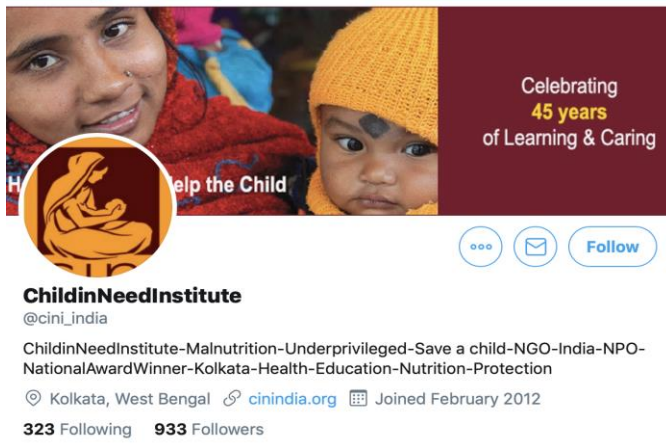 Celebrating
45 years
of Learning & Caring
elp the Child
ChildinNeedInstitute
@cini_india
ChildinNeedInstitute-Malnutrition-Underprivileged-Save a child-NGO-India-NPO-
NationalAwardWinner-Kolkata-Health-Education-Nutrition-Protection
Follow
Kolkata, West Bengal cinindia.org Joined February 2012
323 Following 933 Followers